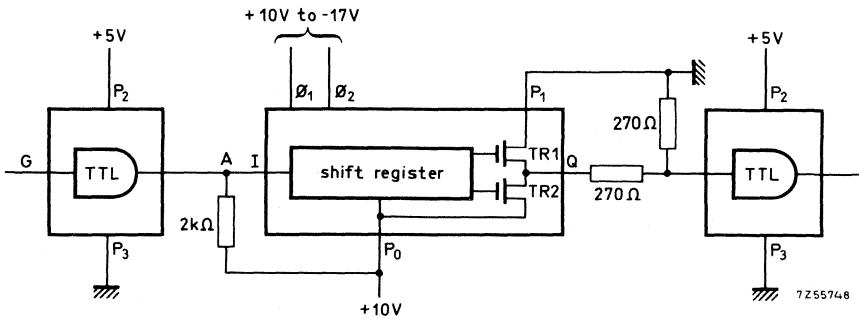 +10V to -17V
+5V
P2
Ø1
Ø2
P1
+5V
P2
G
TTL
A
I
shift register
TR1
TR2
Q
270Ω
270Ω
TTL
2kΩ
P3
P0
+10V
P3
7Z55748